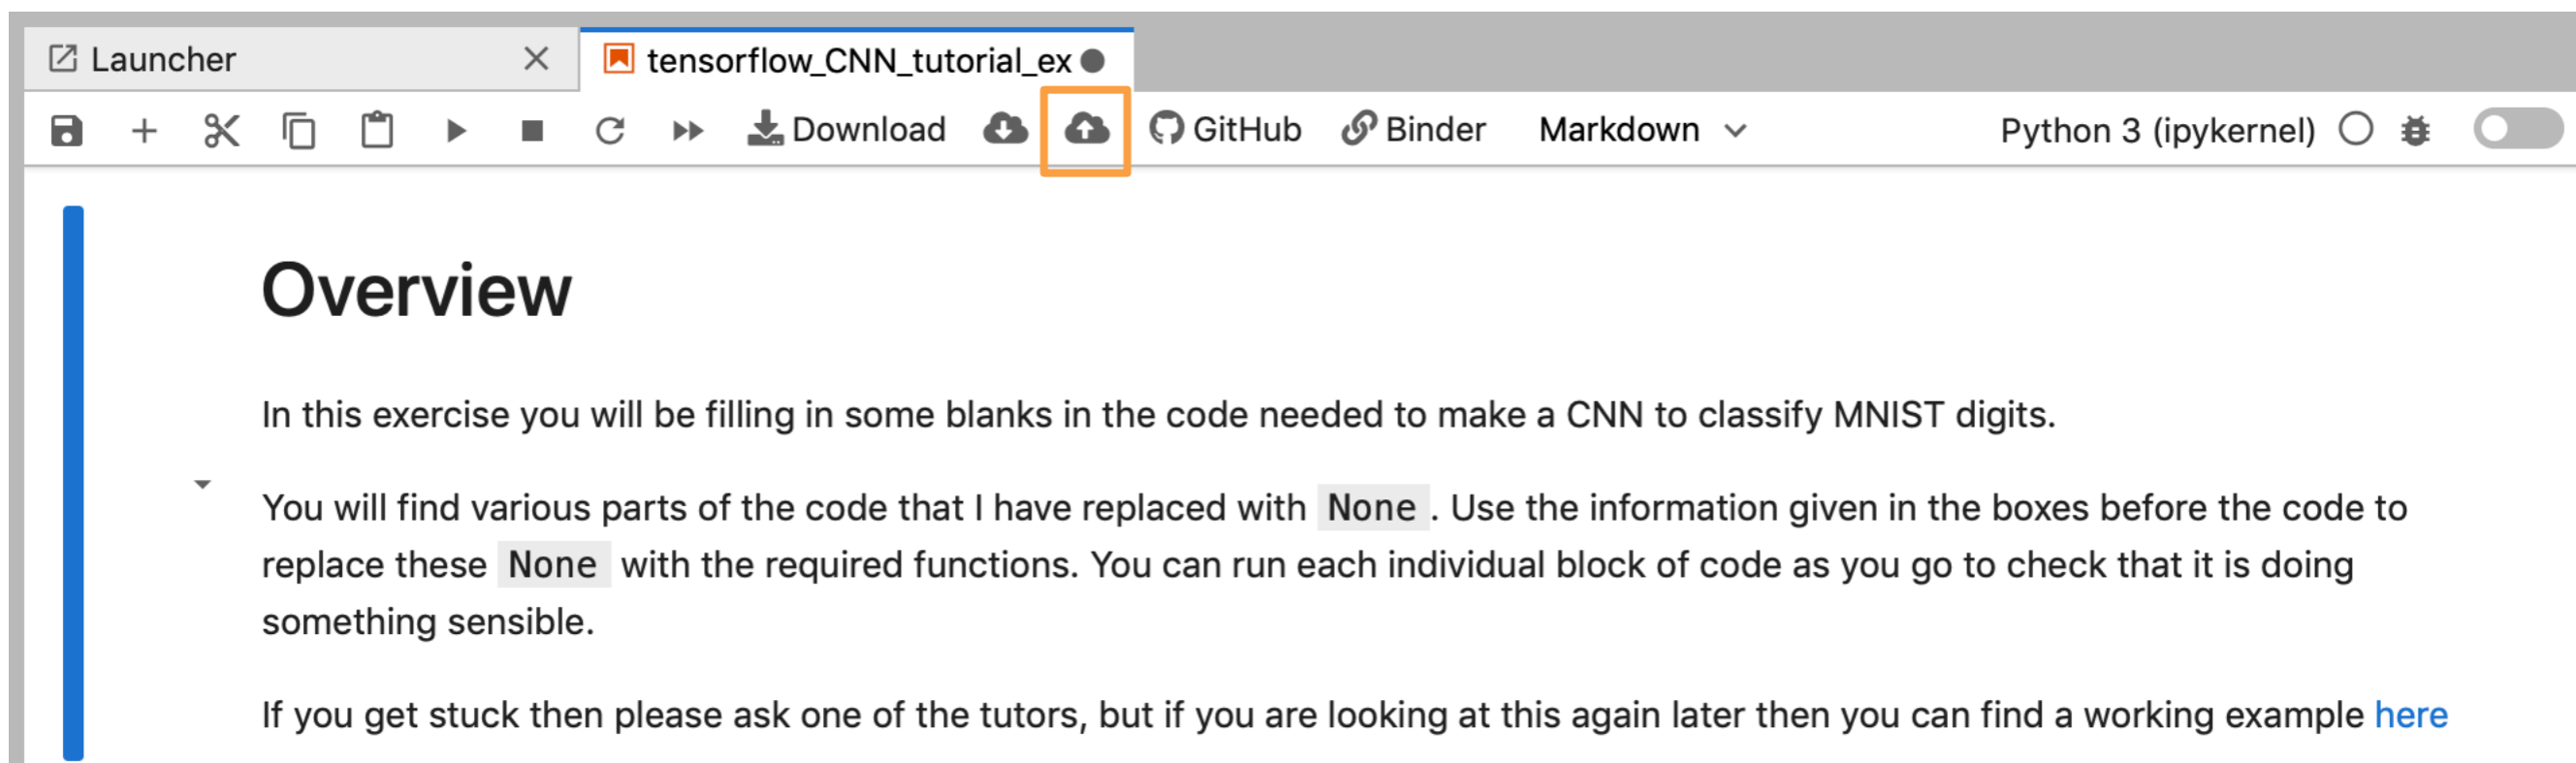 Launcher
tensorflow_CNN_tutorial_ex
Download GitHub Binder Markdown Python 3 (ipykernel)
Overview
In this exercise you will be filling in some blanks in the code needed to make a CNN to classify MNIST digits.
You will find various parts of the code that I have replaced with None . Use the information given in the boxes before the code to
replace these None with the required functions. You can run each individual block of code as you go to check that it is doing
something sensible.
If you get stuck then please ask one of the tutors, but if you are looking at this again later then you can find a working example here